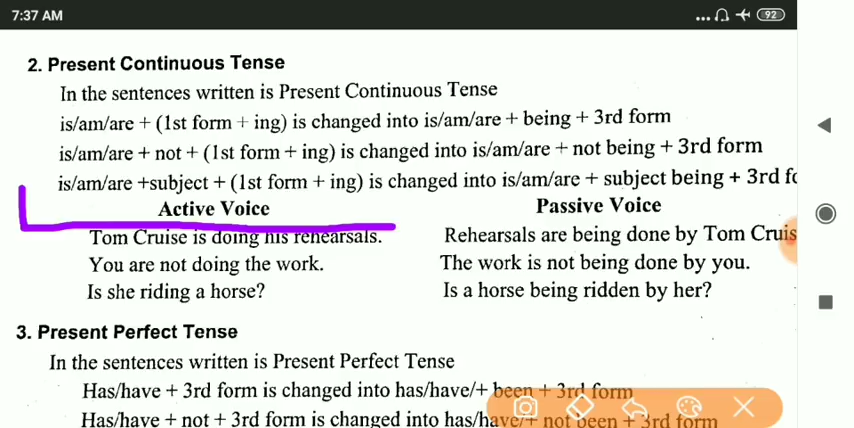 7:37 AM
92
2. Present Continuous Tense
In the sentences written is Present Continuous Tense
is/am/are + (1st form + ing) is changed into is/am/are + being + 3rd form
is/am/are + not + (1st form + ing) is changed into is/am/are + not being + 3rd form
is/am/are +subject + (1st form + ing) is changed into is/am/are + subject being + 3rd
Active Voice Passive Voice
Tom Cruise is doing his rehearsals. Rehearsals are being done by Tom Cruis
You are not doing the work. The work is not being done by you.
Is she riding a horse? Is a horse being ridden by her?
3. Present Perfect Tense
In the sentences written is Present Perfect Tense
Has/have + 3rd form is changed into has/have/+ been + 3rd form
Has/have + not + 3rd form is changed into has/have/+ not been + 3rd form